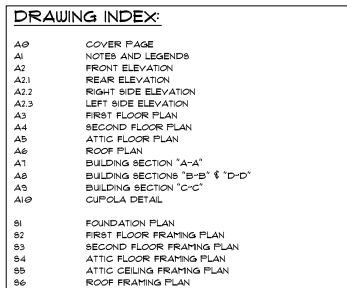 DRAWING INDEX:
A0 COVER PAGE
A1 NOTES AND LEGENDS
A2 FRONT ELEVATION
A2.1 REAR ELEVATION
A2.2 RIGHT SIDE ELEVATION
A2.3 LEFT SIDE ELEVATION
A3 FIRST FLOOR PLAN
A4 SECOND FLOOR PLAN
A5 ATTIC FLOOR PLAN
A6 ROOF PLAN
A7 BUILDING SECTION "A-A"
A8 BUILDING SECTIONS "B-B" & "D-D"
A9 BUILDING SECTION "C-C"
A10 CUPOLA DETAIL
S1 FOUNDATION PLAN
S2 FIRST FLOOR FRAMING PLAN
S3 SECOND FLOOR FRAMING PLAN
S4 ATTIC FLOOR FRAMING PLAN
S5 ATTIC CEILING FRAMING PLAN
S6 ROOF FRAMING PLAN